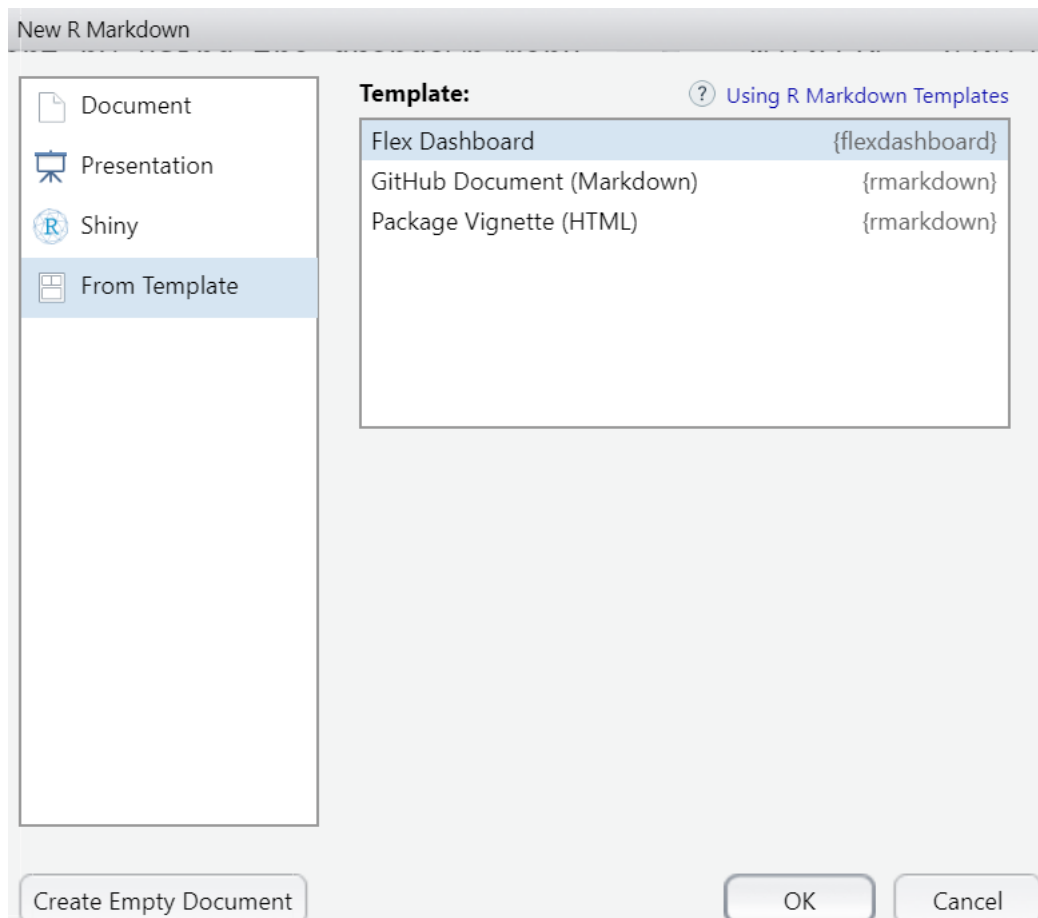 New R Markdown
Document
Presentation
Shiny
From Template
Template:
? Using R Markdown Templates
Flex Dashboard {flexdashboard}
GitHub Document (Markdown) {rmarkdown}
Package Vignette (HTML) {rmarkdown}
Create Empty Document
OK
Cancel